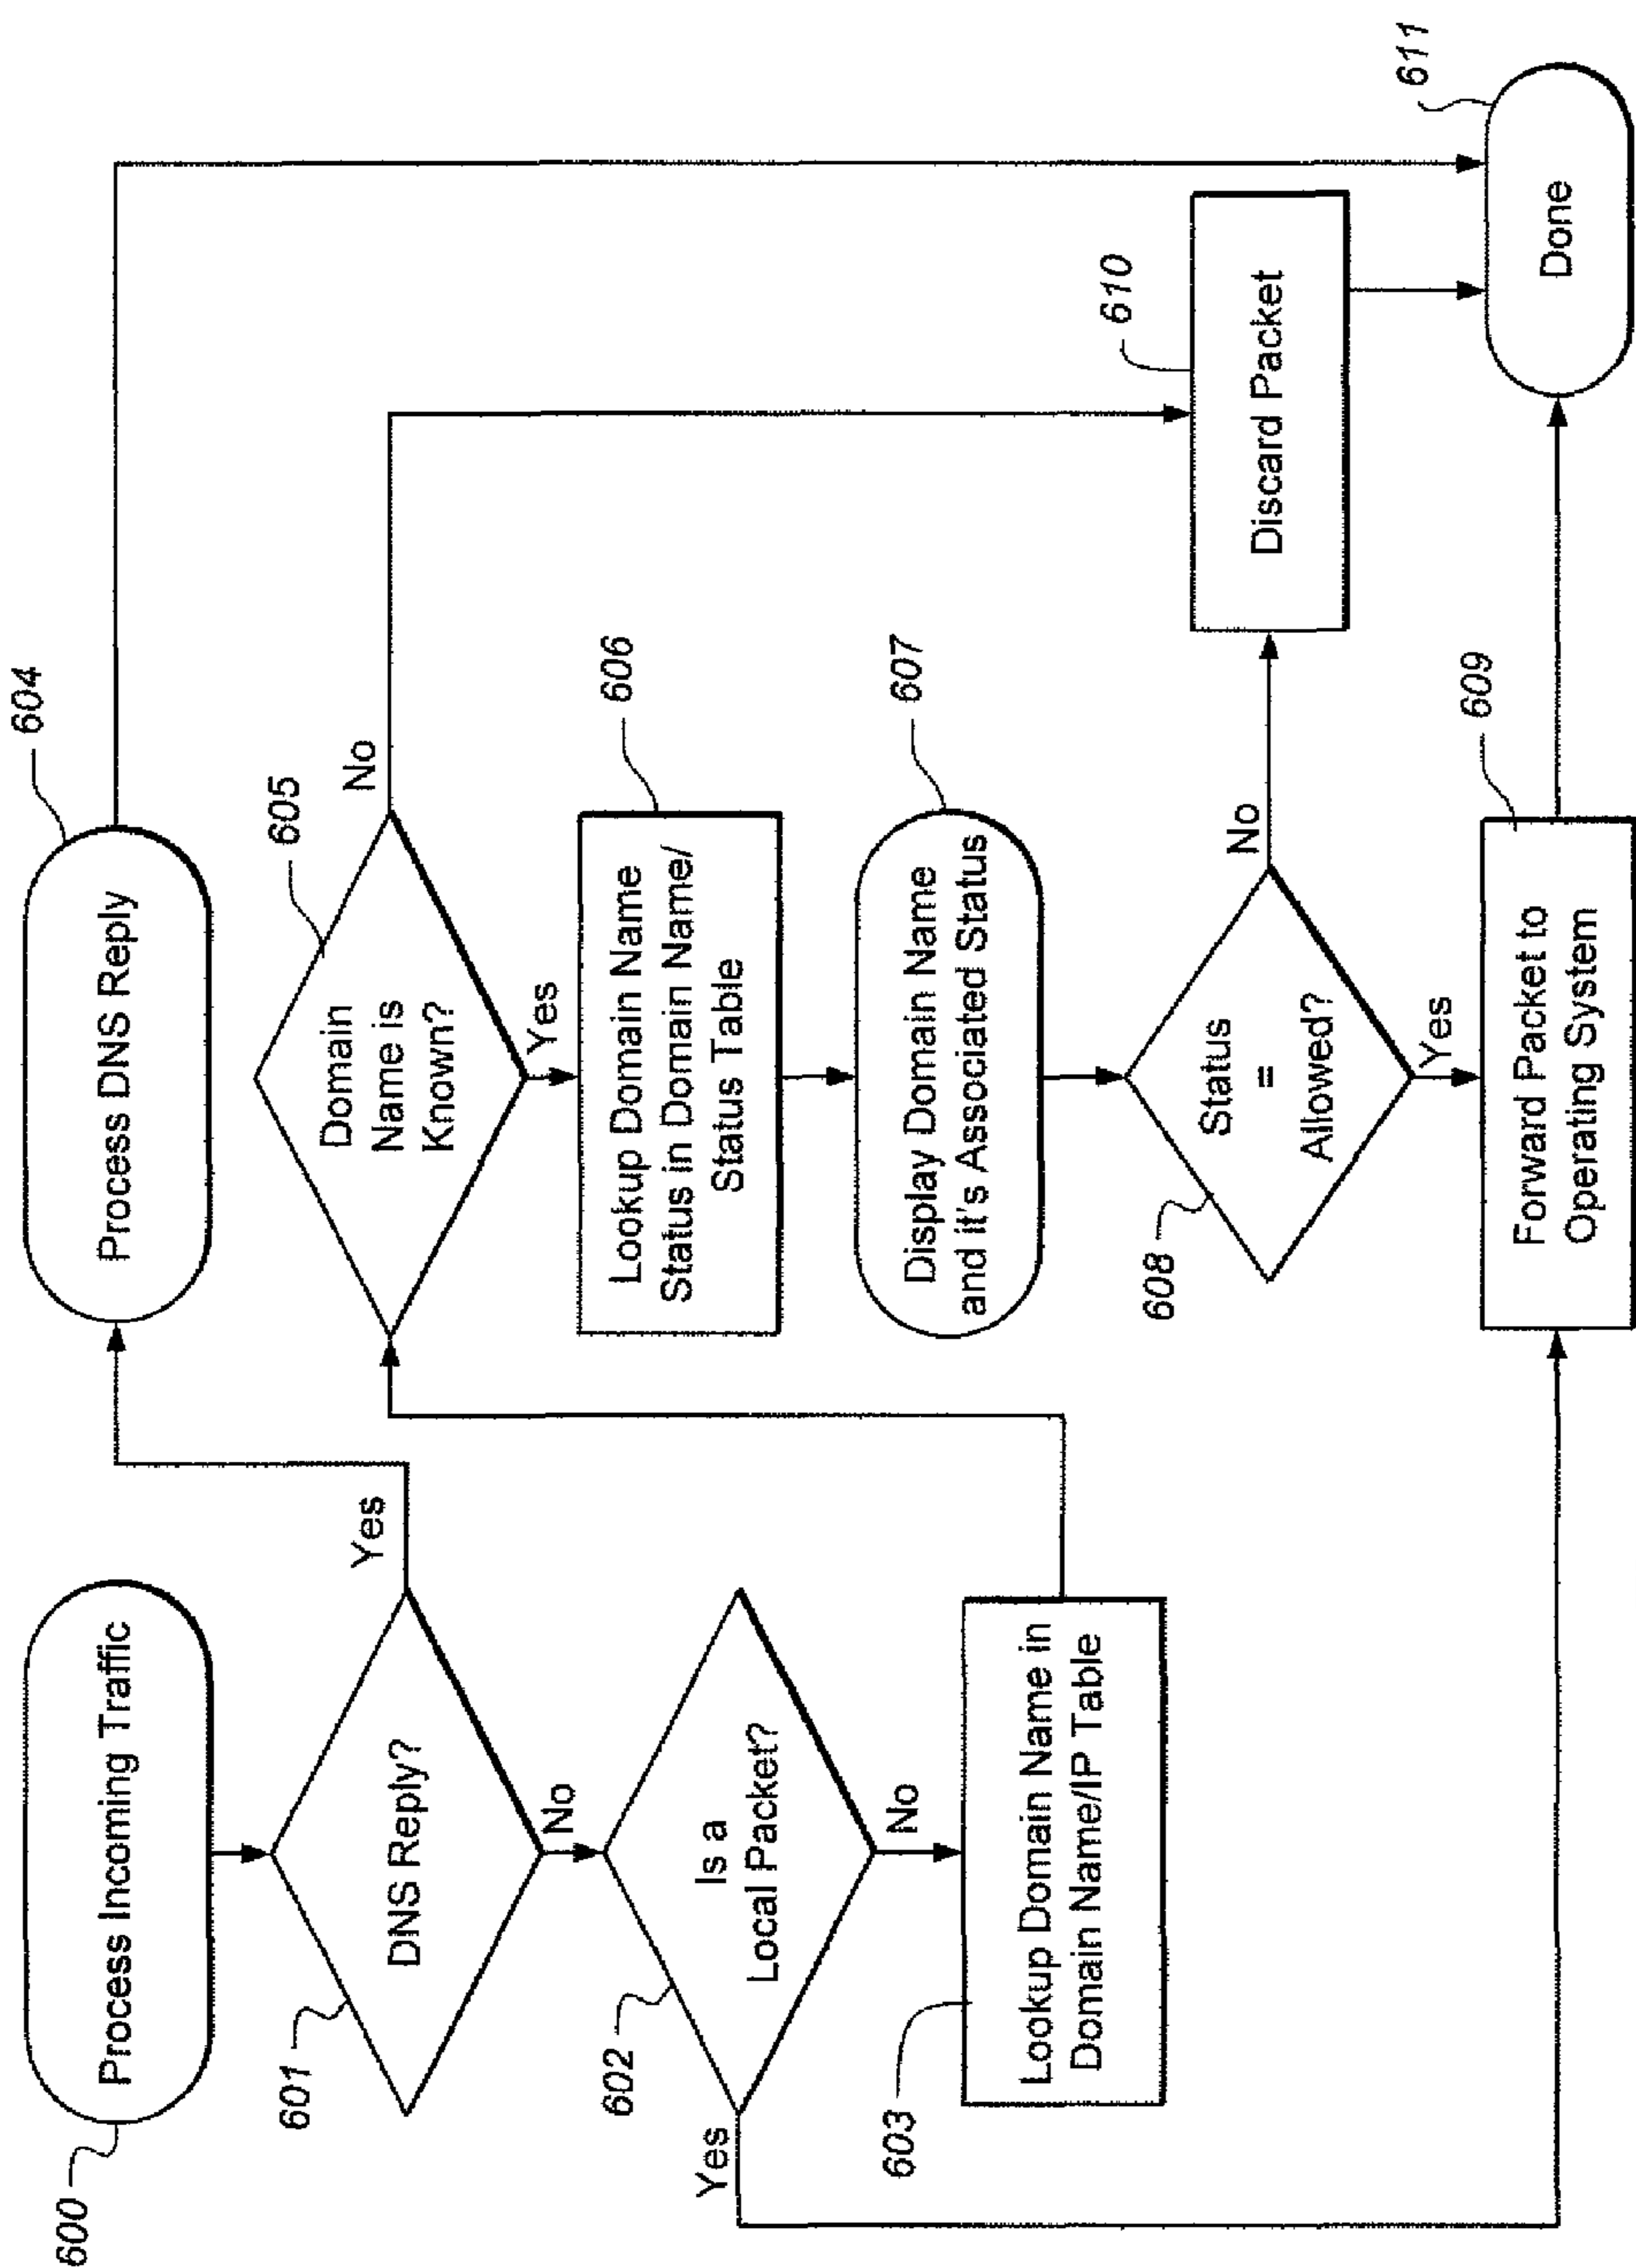 600
Process Incoming Traffic
601
DNS Reply?
Yes
No
602
Is a
Local Packet?
Yes
No
603
Lookup Domain Name in
Domain Name/IP Table
604
Process DNS Reply
605
Domain
Name is
Known?
No
Yes
606
Lookup Domain Name
Status in Domain Name/
Status Table
607
Display Domain Name
and it's Associated Status
608
Status
=
Allowed?
No
Yes
609
Forward Packet to
Operating System
610
Discard Packet
611
Done